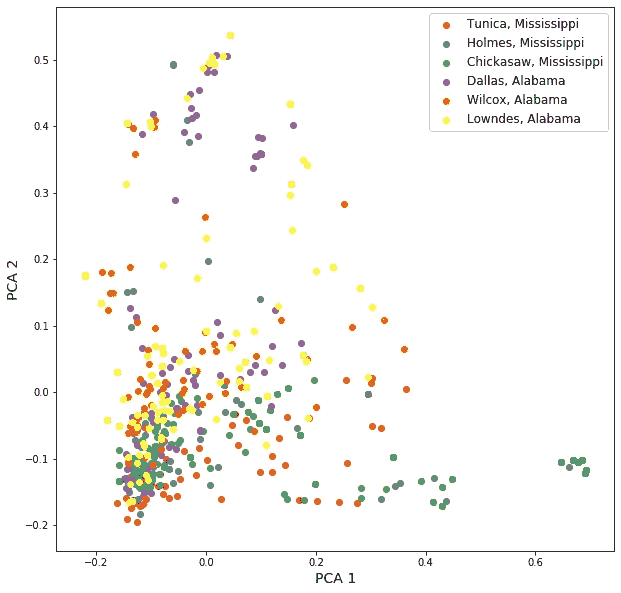 Tunica, Mississippi
Holmes, Mississippi
Chickasaw, Mississippi
Dallas, Alabama
Wilcox, Alabama
Lowndes, Alabama
0.5
0.4
0.3
0.2
0.1
0.0
−0.1
−0.2
PCA 2
−0.2 0.0 0.2 0.4 0.6
PCA 1